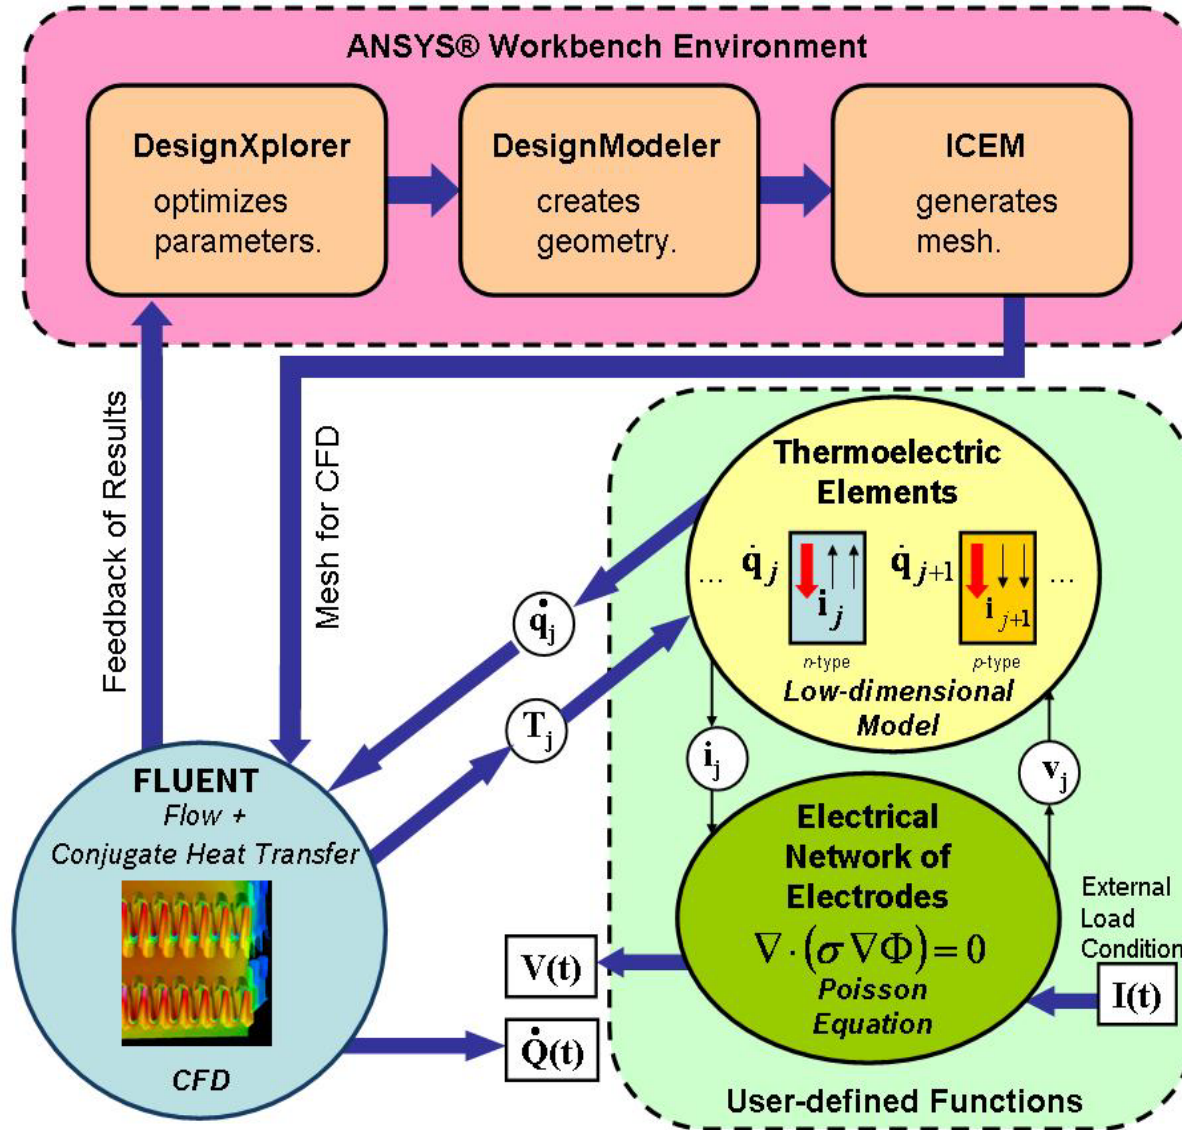 ANSYS® Workbench Environment
DesignXplorer
optimizes
parameters.
DesignModeler
creates
geometry.
ICEM
generates
mesh.
Feedback of Results
Mesh for CFD
Thermoelectric
Elements
... q̇j q̇j+1 ...
ij ij+1
n-type p-type
Low-dimensional
Model
q̇j
Tj
ij
vj
FLUENT
Flow +
Conjugate Heat Transfer
CFD
Electrical
Network of
Electrodes
∇·(σ∇Φ)=0
Poisson
Equation
External
Load
Condition
I(t)
V(t)
Q̇(t)
User-defined Functions